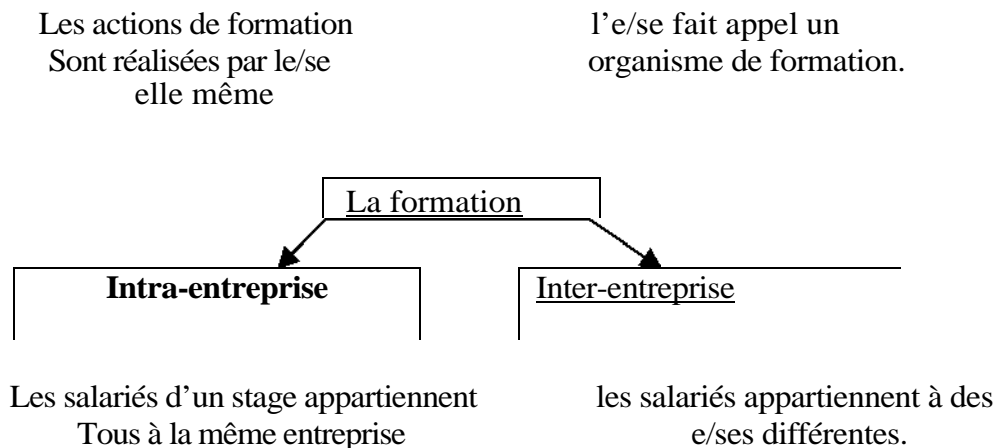 Les actions de formation
Sont réalisées par le/se
elle même
l'e/se fait appel un
organisme de formation.
La formation
Intra-entreprise
Inter-entreprise
Les salariés d'un stage appartiennent
Tous à la même entreprise
les salariés appartiennent à des
e/ses différentes.